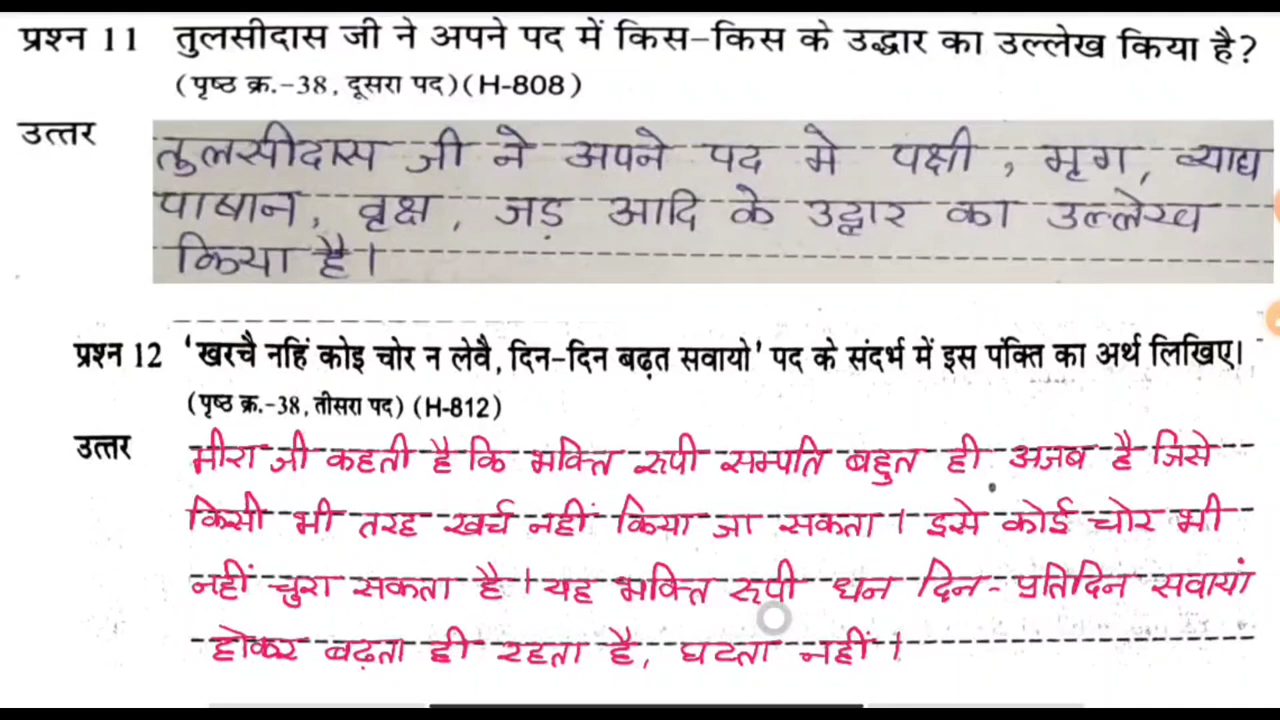 प्रश्न 11 तुलसीदास जी ने अपने पद में किस-किस के उद्धार का उल्लेख किया है?
(पृष्ठ क्र.-38, दूसरा पद)(H-808)
उत्तर तुलसीदास जी ने अपने पद मे पक्षी, मृग, व्याध
पाषान, वृक्ष, जड़ आदि के उद्धार का उल्लेख
किया है।
प्रश्न 12 'खरचै नहिं कोइ चोर न लेवै, दिन-दिन बढ़त सवायो' पद के संदर्भ में इस पंक्ति का अर्थ लिखिए।
(पृष्ठ क्र.-38, तीसरा पद) (H-812)
उत्तर मीरा जी कहती है कि भक्ति रुपी सम्पति बहुत ही अजब है जिसे
किसी भी तरह खर्च नहीं किया जा सकता। इसे कोई चोर भी
नहीं चुरा सकता है। यह भक्ति रुपी धन दिन-प्रतिदिन सवायां
होकर बढ़ता ही रहता है, घटता नहीं।